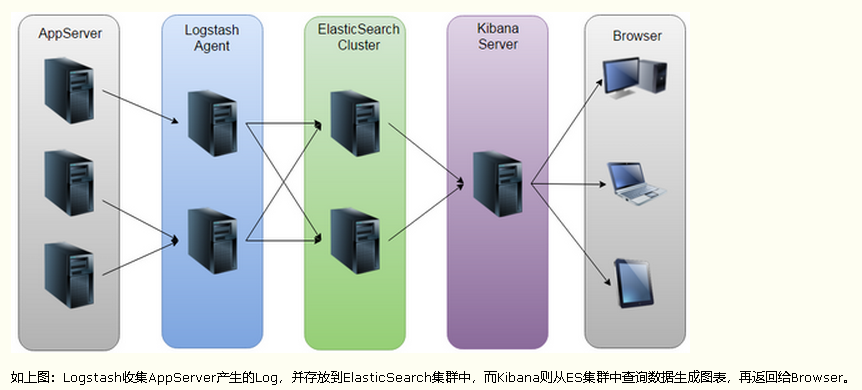 AppServer
Logstash
Agent
ElasticSearch
Cluster
Kibana
Server
Browser
如上图：Logstash收集AppServer产生的Log，并存放到ElasticSearch集群中，而Kibana则从ES集群中查询数据生成图表，再返回给Browser。